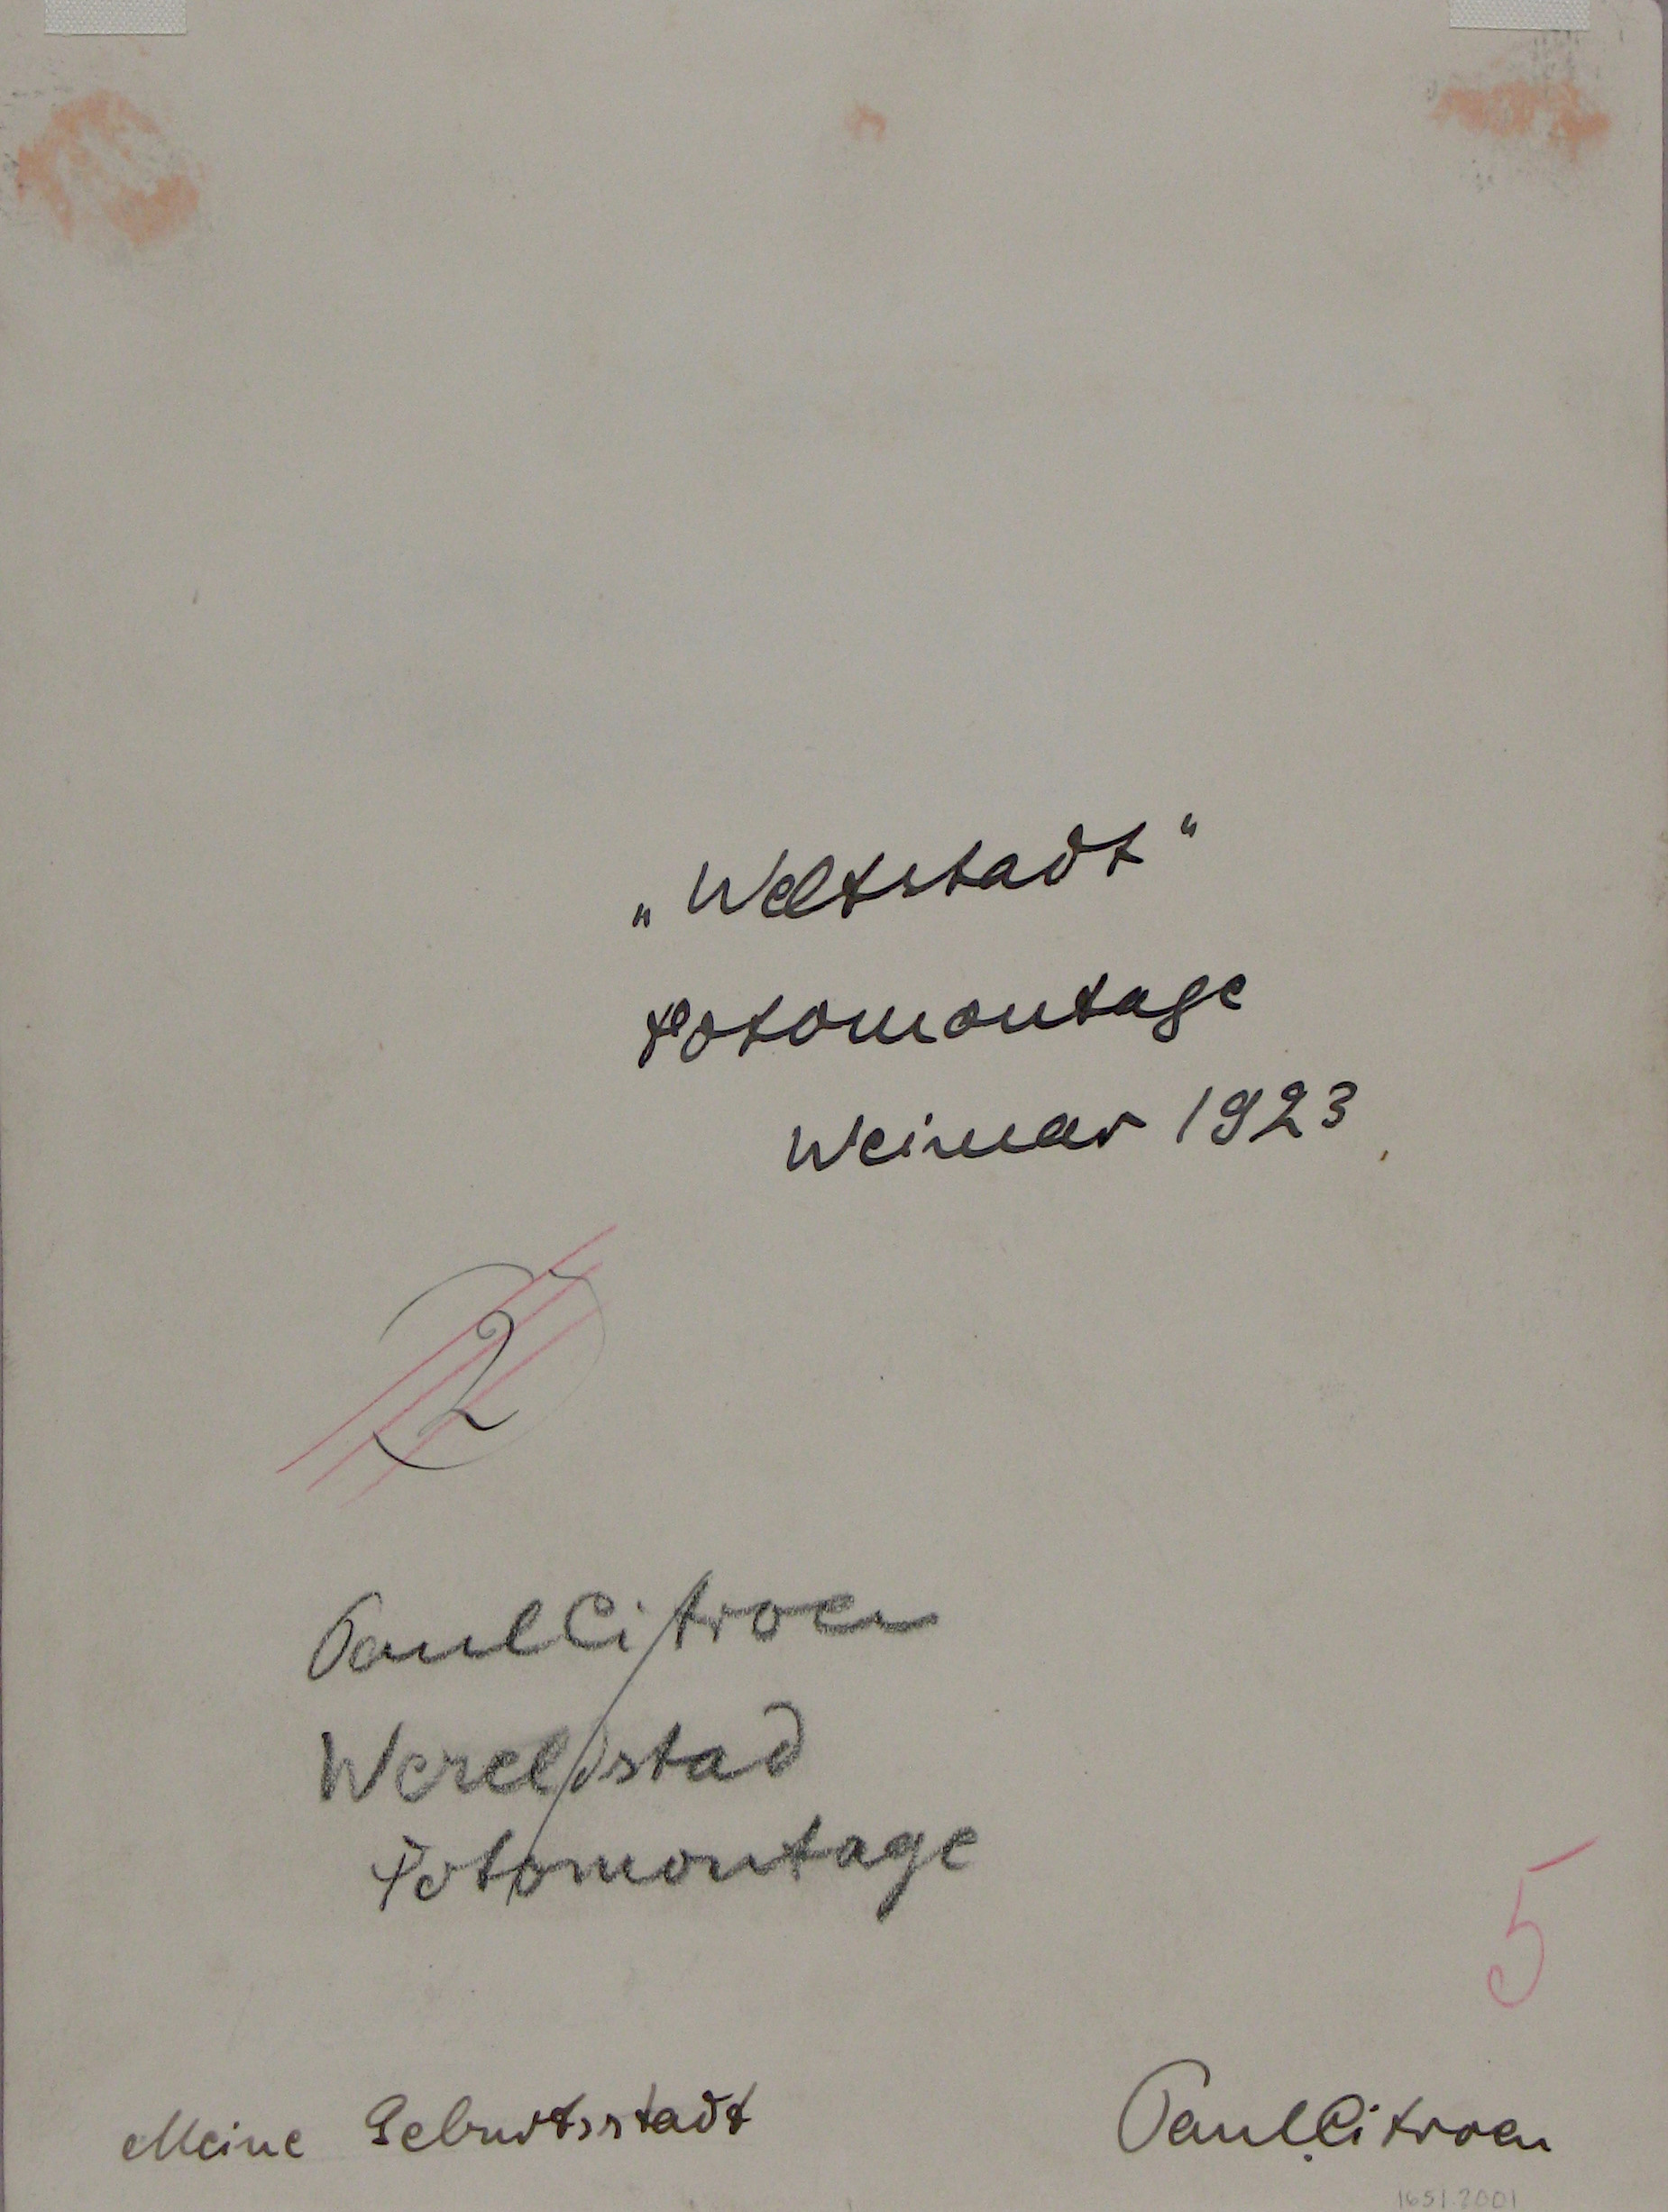 „Weltstadt"
Fotomontage
Weimar 1923
2
Paul Citroen
Wereldstad
Fotomontage
5
Meine Geburtsstadt
Paul Citroen
1651.2001